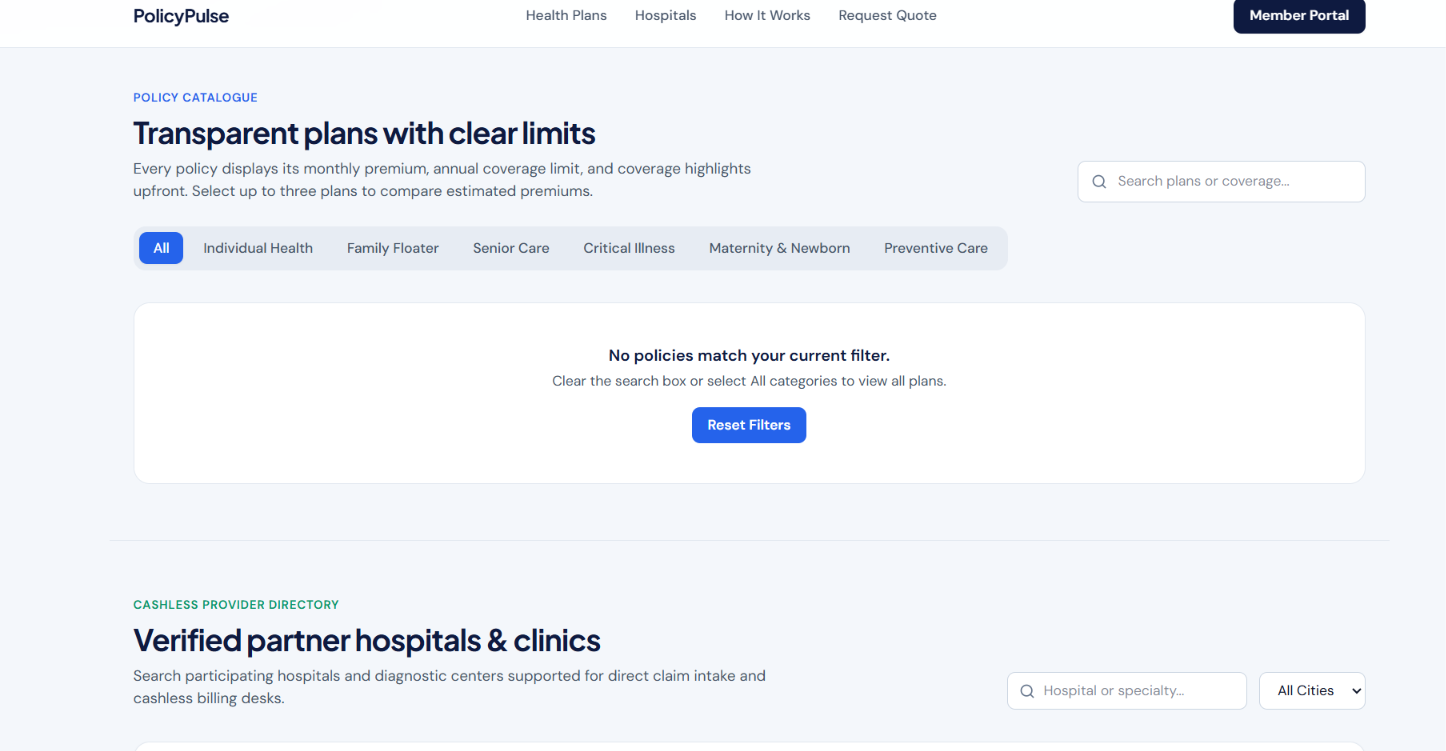 PolicyPulse
Health Plans
Hospitals
How It Works
Request Quote
Member Portal
POLICY CATALOGUE
Transparent plans with clear limits
Every policy displays its monthly premium, annual coverage limit, and coverage highlights
upfront. Select up to three plans to compare estimated premiums.
Search plans or coverage...
All
Individual Health
Family Floater
Senior Care
Critical Illness
Maternity & Newborn
Preventive Care
No policies match your current filter.
Clear the search box or select All categories to view all plans.
Reset Filters
CASHLESS PROVIDER DIRECTORY
Verified partner hospitals & clinics
Search participating hospitals and diagnostic centers supported for direct claim intake and
cashless billing desks.
Hospital or specialty...
All Cities